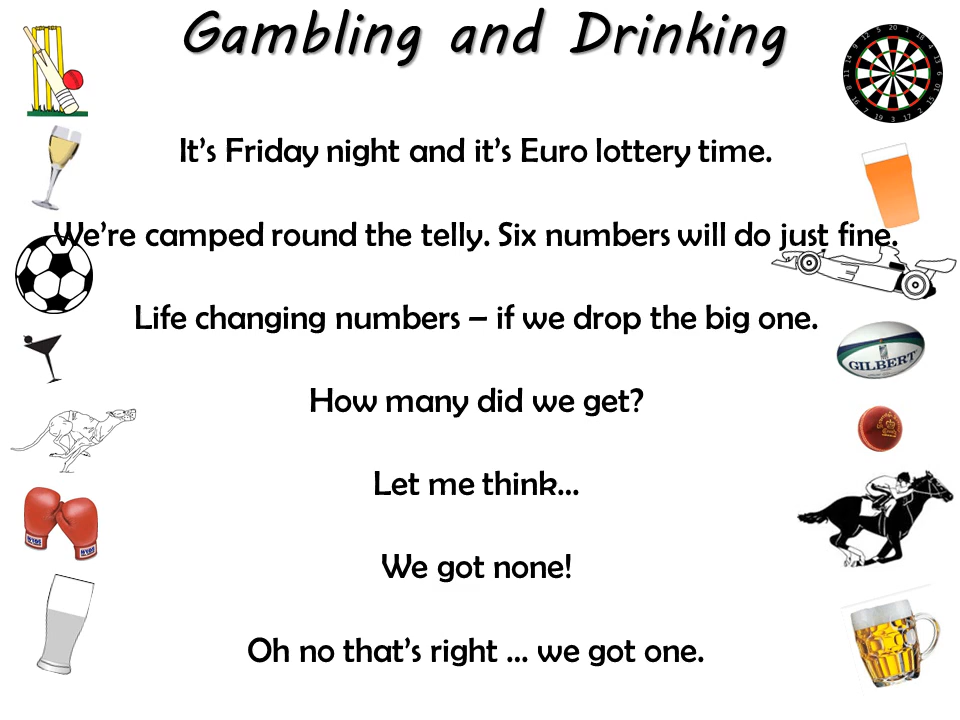 Gambling and Drinking
It's Friday night and it's Euro lottery time.
We're camped round the telly. Six numbers will do just fine.
Life changing numbers – if we drop the big one.
How many did we get?
Let me think...
We got none!
Oh no that's right ... we got one.
GILBERT